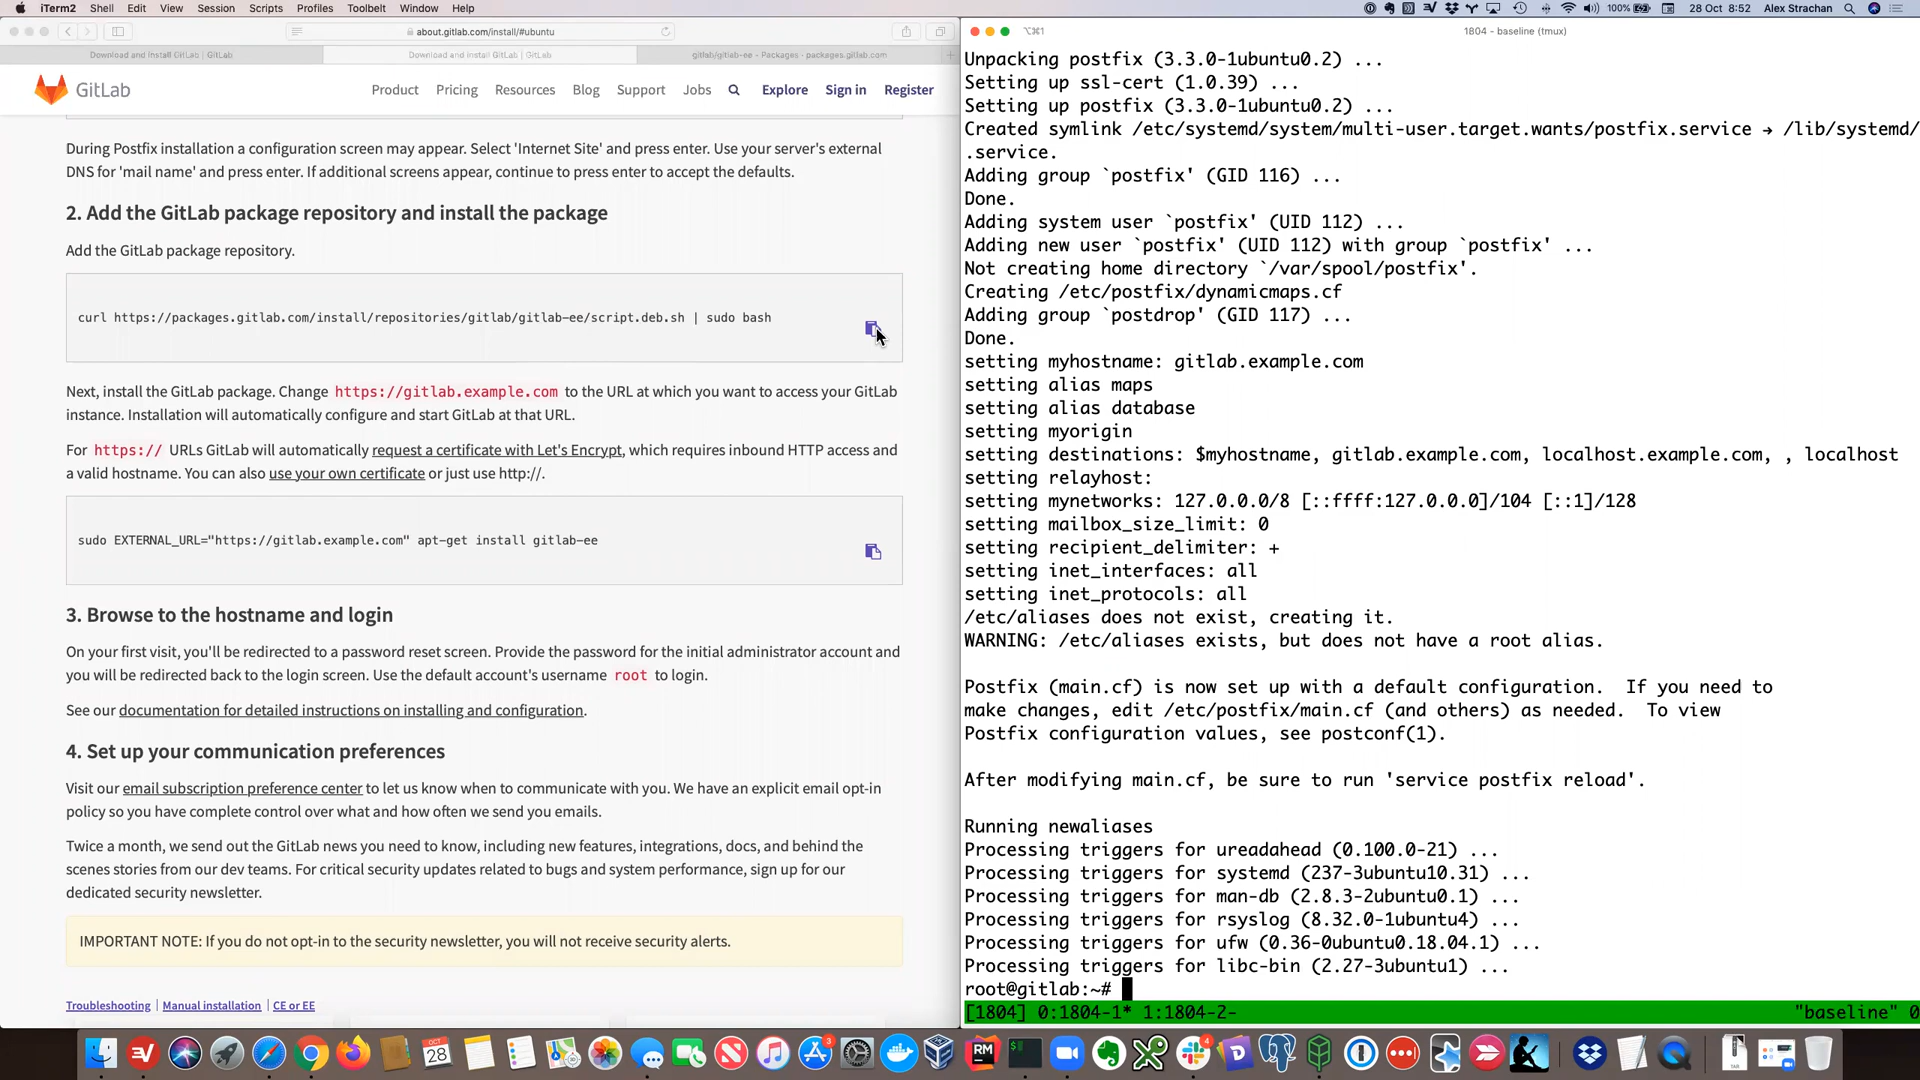 iTerm2 Shell Edit View Session Scripts Profiles Toolbelt Window Help
100% 28 Oct 8:52 Alex Strachan
about.gitlab.com/install/#ubuntu
Download and Install GitLab | GitLab
Download and Install GitLab | GitLab
gitlab/gitlab-ee - Packages - packages.gitlab.com
GitLab
Product Pricing Resources Blog Support Jobs Explore Sign in Register
During Postfix installation a configuration screen may appear. Select 'Internet Site' and press enter. Use your server's external
DNS for 'mail name' and press enter. If additional screens appear, continue to press enter to accept the defaults.
2. Add the GitLab package repository and install the package
Add the GitLab package repository.
curl https://packages.gitlab.com/install/repositories/gitlab/gitlab-ee/script.deb.sh | sudo bash
Next, install the GitLab package. Change https://gitlab.example.com to the URL at which you want to access your GitLab
instance. Installation will automatically configure and start GitLab at that URL.
For https:// URLs GitLab will automatically request a certificate with Let's Encrypt, which requires inbound HTTP access and
a valid hostname. You can also use your own certificate or just use http://.
sudo EXTERNAL_URL="https://gitlab.example.com" apt-get install gitlab-ee
3. Browse to the hostname and login
On your first visit, you'll be redirected to a password reset screen. Provide the password for the initial administrator account and
you will be redirected back to the login screen. Use the default account's username root to login.
See our documentation for detailed instructions on installing and configuration.
4. Set up your communication preferences
Visit our email subscription preference center to let us know when to communicate with you. We have an explicit email opt-in
policy so you have complete control over what and how often we send you emails.
Twice a month, we send out the GitLab news you need to know, including new features, integrations, docs, and behind the
scenes stories from our dev teams. For critical security updates related to bugs and system performance, sign up for our
dedicated security newsletter.
IMPORTANT NOTE: If you do not opt-in to the security newsletter, you will not receive security alerts.
Troubleshooting | Manual installation | CE or EE
⌥⌘1 1804 - baseline (tmux)
Unpacking postfix (3.3.0-1ubuntu0.2) ...
Setting up ssl-cert (1.0.39) ...
Setting up postfix (3.3.0-1ubuntu0.2) ...
Created symlink /etc/systemd/system/multi-user.target.wants/postfix.service → /lib/systemd/
.service.
Adding group `postfix' (GID 116) ...
Done.
Adding system user `postfix' (UID 112) ...
Adding new user `postfix' (UID 112) with group `postfix' ...
Not creating home directory `/var/spool/postfix'.
Creating /etc/postfix/dynamicmaps.cf
Adding group `postdrop' (GID 117) ...
Done.
setting myhostname: gitlab.example.com
setting alias maps
setting alias database
setting myorigin
setting destinations: $myhostname, gitlab.example.com, localhost.example.com, , localhost
setting relayhost:
setting mynetworks: 127.0.0.0/8 [::ffff:127.0.0.0]/104 [::1]/128
setting mailbox_size_limit: 0
setting recipient_delimiter: +
setting inet_interfaces: all
setting inet_protocols: all
/etc/aliases does not exist, creating it.
WARNING: /etc/aliases exists, but does not have a root alias.
Postfix (main.cf) is now set up with a default configuration.  If you need to
make changes, edit /etc/postfix/main.cf (and others) as needed.  To view
Postfix configuration values, see postconf(1).
After modifying main.cf, be sure to run 'service postfix reload'.
Running newaliases
Processing triggers for ureadahead (0.100.0-21) ...
Processing triggers for systemd (237-3ubuntu10.31) ...
Processing triggers for man-db (2.8.3-2ubuntu0.1) ...
Processing triggers for rsyslog (8.32.0-1ubuntu4) ...
Processing triggers for ufw (0.36-0ubuntu0.18.04.1) ...
Processing triggers for libc-bin (2.27-3ubuntu1) ...
root@gitlab:~#
[1804] 0:1804-1* 1:1804-2- "baseline" 0
OCT 28 RM 4 4